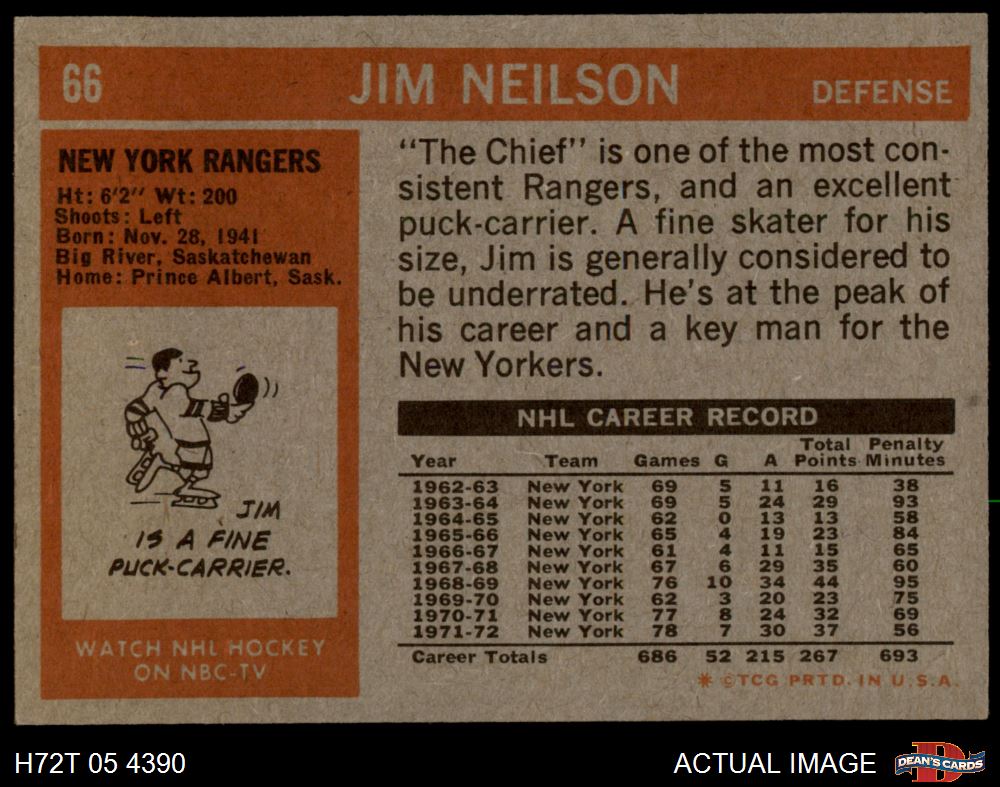 66
JIM NEILSON
DEFENSE
NEW YORK RANGERS
Ht: 6'2" Wt: 200
Shoots: Left
Born: Nov. 28, 1941
Big River, Saskatchewan
Home: Prince Albert, Sask.
JIM
IS A FINE
PUCK-CARRIER.
WATCH NHL HOCKEY
ON NBC-TV
"The Chief" is one of the most con-
sistent Rangers, and an excellent
puck-carrier. A fine skater for his
size, Jim is generally considered to
be underrated. He's at the peak of
his career and a key man for the
New Yorkers.
NHL CAREER RECORD
Year Team Games G A Total Points Penalty Minutes
1962-63 New York 69 5 11 16 38
1963-64 New York 69 5 24 29 93
1964-65 New York 62 0 13 13 58
1965-66 New York 65 4 19 23 84
1966-67 New York 61 4 11 15 65
1967-68 New York 67 6 29 35 60
1968-69 New York 76 10 34 44 95
1969-70 New York 62 3 20 23 75
1970-71 New York 77 8 24 32 69
1971-72 New York 78 7 30 37 56
Career Totals 686 52 215 267 693
* ©TCG PRTD. IN U.S.A.
H72T 05 4390
ACTUAL IMAGE
D
DEAN'S CARDS